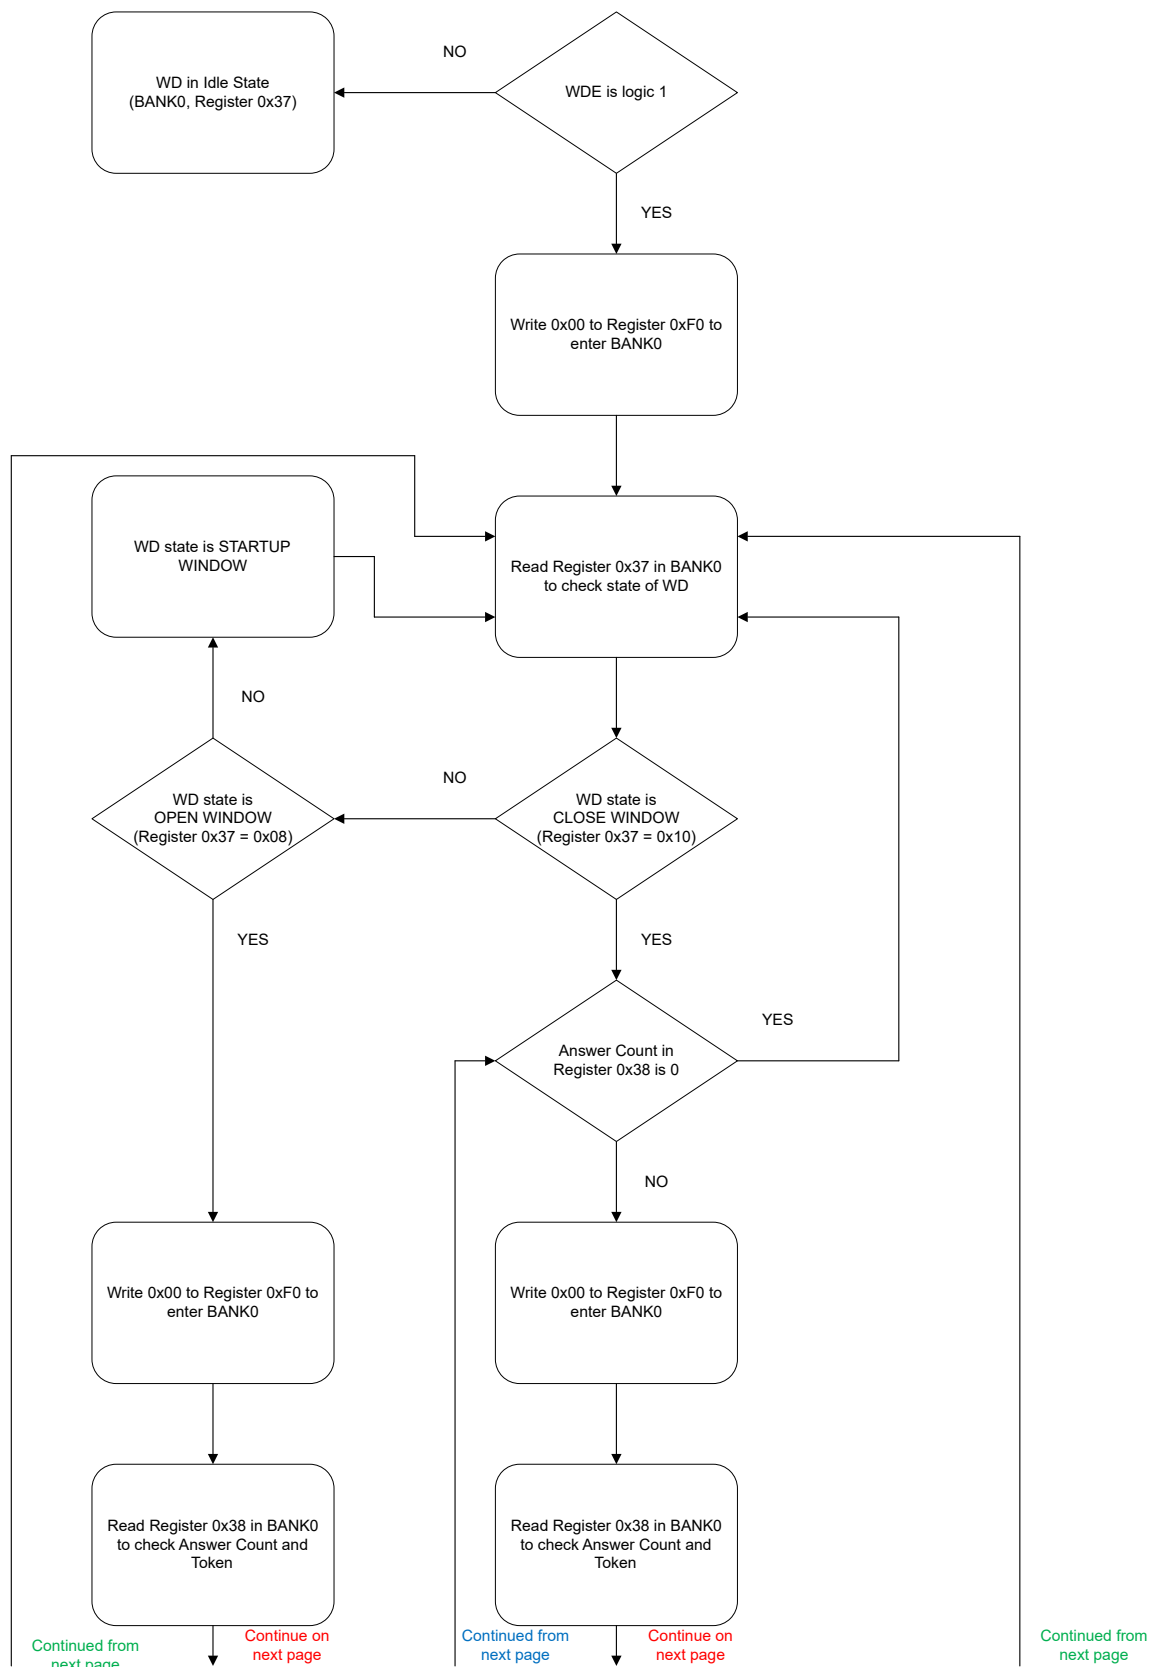 NO
WD in Idle State
(BANK0, Register 0x37)
WDE is logic 1
YES
Write 0x00 to Register 0xF0 to
enter BANK0
WD state is STARTUP
WINDOW
Read Register 0x37 in BANK0
to check state of WD
NO
NO
WD state is
OPEN WINDOW
(Register 0x37 = 0x08)
WD state is
CLOSE WINDOW
(Register 0x37 = 0x10)
YES
YES
YES
Answer Count in
Register 0x38 is 0
NO
Write 0x00 to Register 0xF0 to
enter BANK0
Write 0x00 to Register 0xF0 to
enter BANK0
Read Register 0x38 in BANK0
to check Answer Count and
Token
Read Register 0x38 in BANK0
to check Answer Count and
Token
Continued from
next page
Continue on
next page
Continued from
next page
Continue on
next page
Continued from
next page